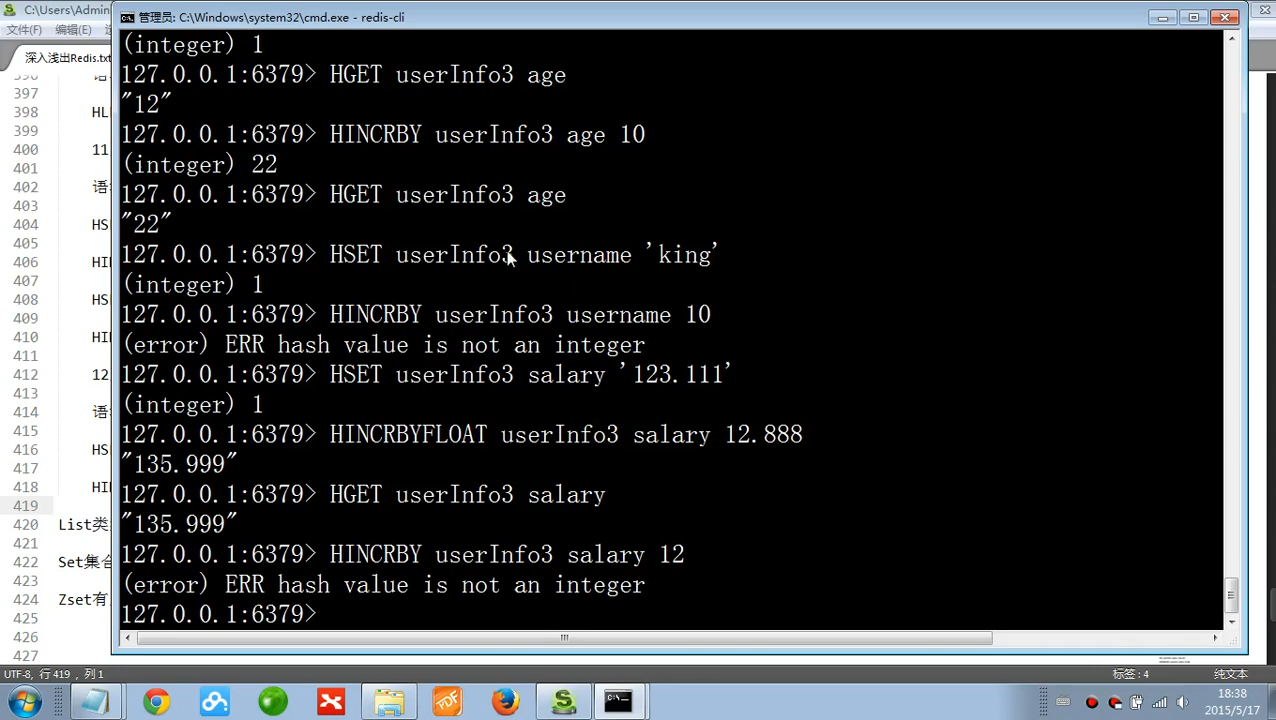 C:\Users\Admin
管理员: C:\Windows\system32\cmd.exe - redis-cli
文件(F) 编辑(E)
深入浅出Redis.txt
(integer) 1
127.0.0.1:6379> HGET userInfo3 age
"12"
127.0.0.1:6379> HINCRBY userInfo3 age 10
(integer) 22
127.0.0.1:6379> HGET userInfo3 age
"22"
127.0.0.1:6379> HSET userInfo3 username 'king'
(integer) 1
127.0.0.1:6379> HINCRBY userInfo3 username 10
(error) ERR hash value is not an integer
127.0.0.1:6379> HSET userInfo3 salary '123.111'
(integer) 1
127.0.0.1:6379> HINCRBYFLOAT userInfo3 salary 12.888
"135.999"
127.0.0.1:6379> HGET userInfo3 salary
"135.999"
127.0.0.1:6379> HINCRBY userInfo3 salary 12
(error) ERR hash value is not an integer
127.0.0.1:6379>
396
397
398 HL
399
400 11
401
402 语
403
404 HS
405
406 HI
407
408 HS
409
410 HI
411
412 12
413
414 语
415
416 HS
417
418 HI
419
420 List类
421
422 Set集合
423
424 Zset有
425
426
427
UTF-8, 行 419, 列 1
标签: 4
纯文本
18:38
2015/5/17